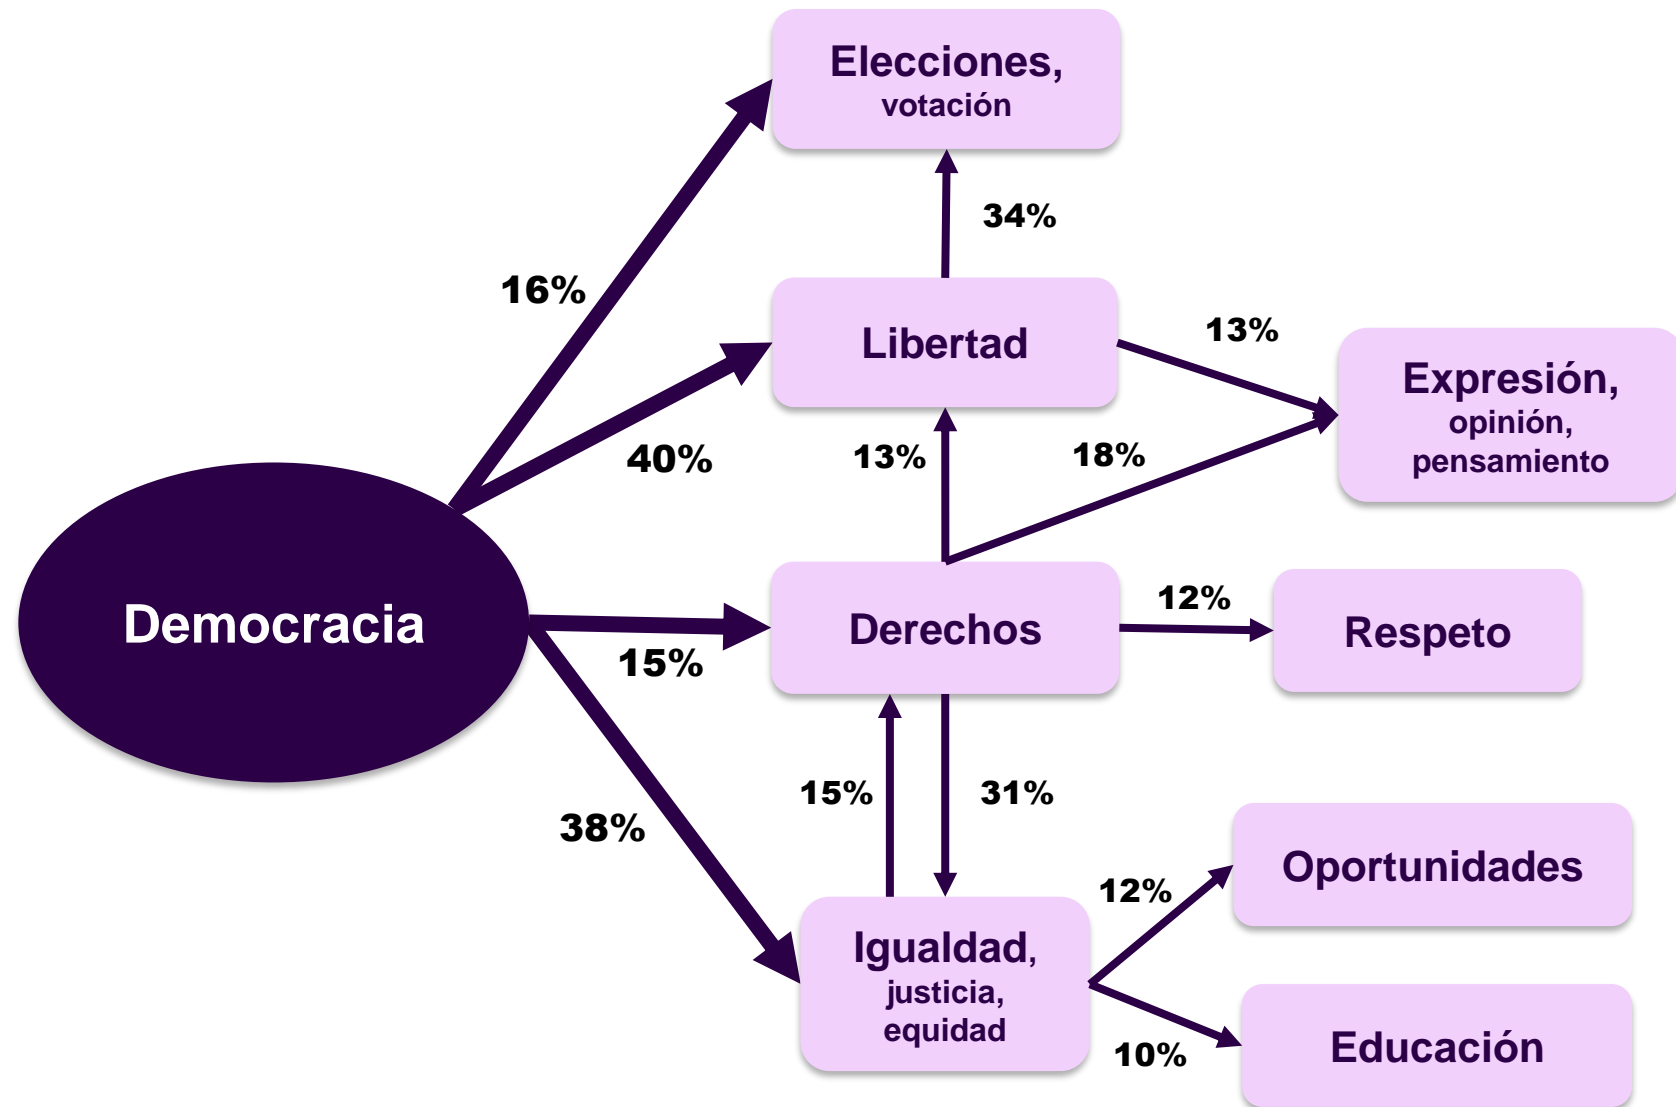 Elecciones,
votación
34%
16%
Libertad
13%
Expresión,
opinión,
pensamiento
40%
13%
18%
Democracia
15%
Derechos
12%
Respeto
15%
31%
38%
Igualdad,
justicia,
equidad
12%
Oportunidades
10%
Educación